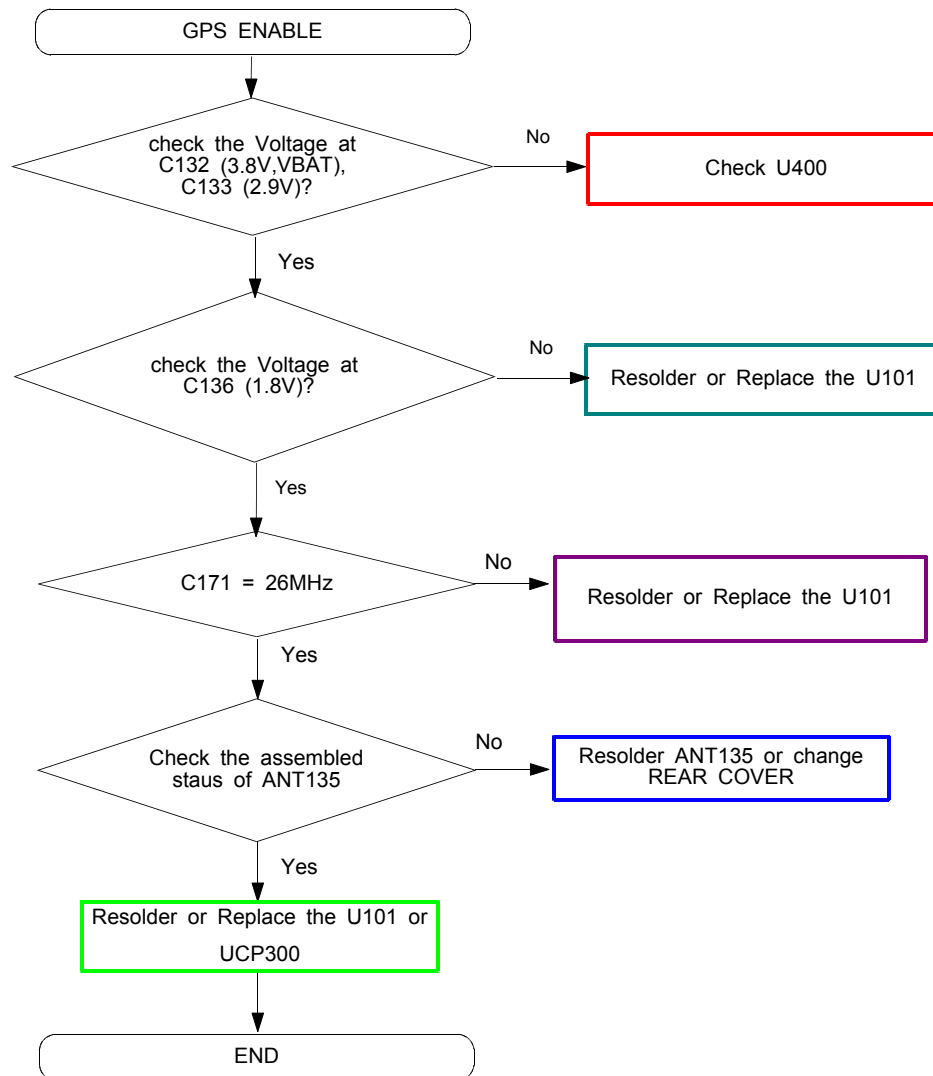 GPS ENABLE
check the Voltage at
C132 (3.8V,VBAT),
C133 (2.9V)?
No
Check U400
Yes
check the Voltage at
C136 (1.8V)?
No
Resolder or Replace the U101
Yes
C171 = 26MHz
No
Resolder or Replace the U101
Yes
Check the assembled
staus of ANT135
No
Resolder ANT135 or change
REAR COVER
Yes
Resolder or Replace the U101 or
UCP300
END